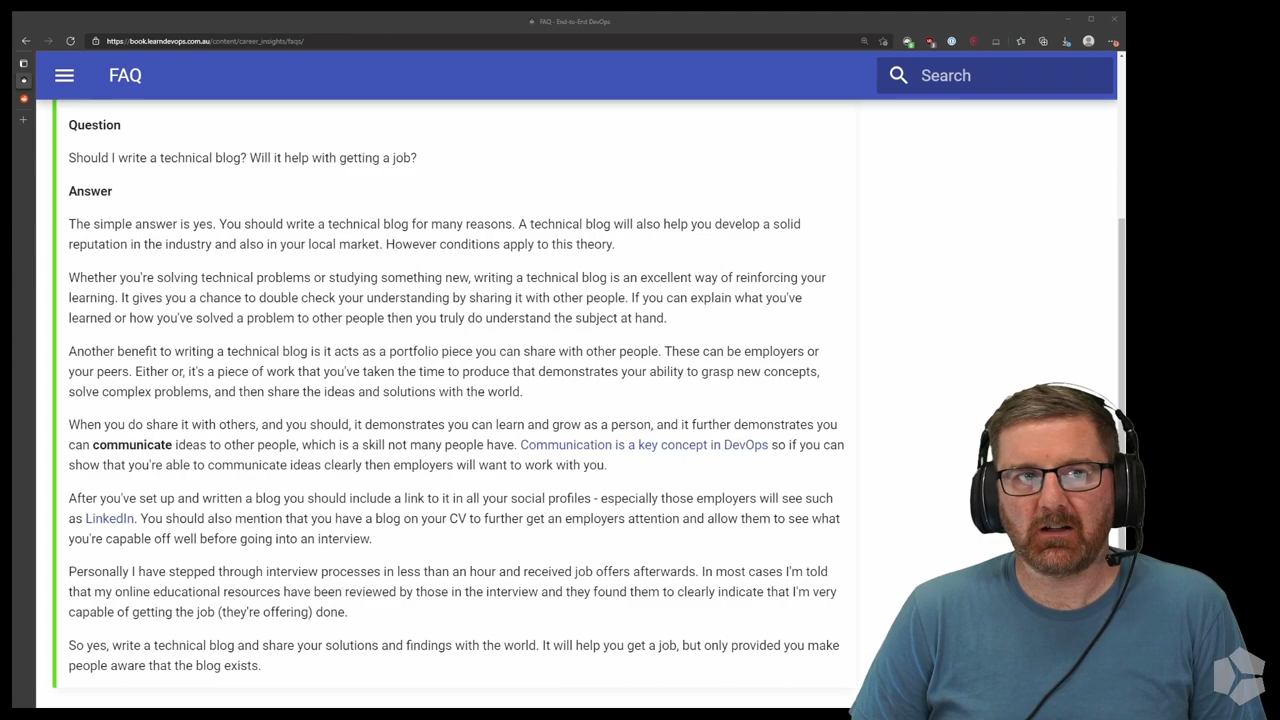 FAQ - End-to-End DevOps
https://book.learndevops.com.au/content/career_insights/faqs/
FAQ
Search
Question
Should I write a technical blog? Will it help with getting a job?
Answer
The simple answer is yes. You should write a technical blog for many reasons. A technical blog will also help you develop a solid
reputation in the industry and also in your local market. However conditions apply to this theory.
Whether you're solving technical problems or studying something new, writing a technical blog is an excellent way of reinforcing your
learning. It gives you a chance to double check your understanding by sharing it with other people. If you can explain what you've
learned or how you've solved a problem to other people then you truly do understand the subject at hand.
Another benefit to writing a technical blog is it acts as a portfolio piece you can share with other people. These can be employers or
your peers. Either or, it's a piece of work that you've taken the time to produce that demonstrates your ability to grasp new concepts,
solve complex problems, and then share the ideas and solutions with the world.
When you do share it with others, and you should, it demonstrates you can learn and grow as a person, and it further demonstrates you
can communicate ideas to other people, which is a skill not many people have. Communication is a key concept in DevOps so if you can
show that you're able to communicate ideas clearly then employers will want to work with you.
After you've set up and written a blog you should include a link to it in all your social profiles - especially those employers will see such
as LinkedIn. You should also mention that you have a blog on your CV to further get an employers attention and allow them to see what
you're capable off well before going into an interview.
Personally I have stepped through interview processes in less than an hour and received job offers afterwards. In most cases I'm told
that my online educational resources have been reviewed by those in the interview and they found them to clearly indicate that I'm very
capable of getting the job (they're offering) done.
So yes, write a technical blog and share your solutions and findings with the world. It will help you get a job, but only provided you make
people aware that the blog exists.